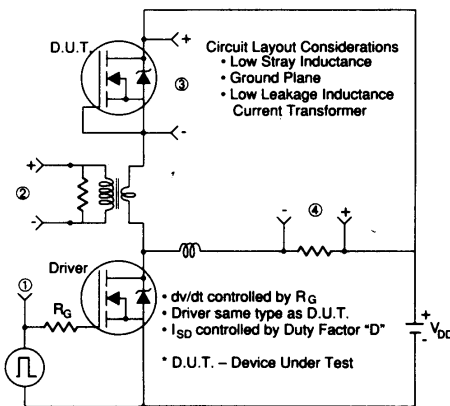 D.U.T.
+
③
-
Circuit Layout Considerations
• Low Stray Inductance
• Ground Plane
• Low Leakage Inductance
Current Transformer
+
②
-
-
④
+
Driver
①
R_G
• dv/dt controlled by R_G
• Driver same type as D.U.T.
• I_SD controlled by Duty Factor "D"
* D.U.T. – Device Under Test
+
V_DD
-